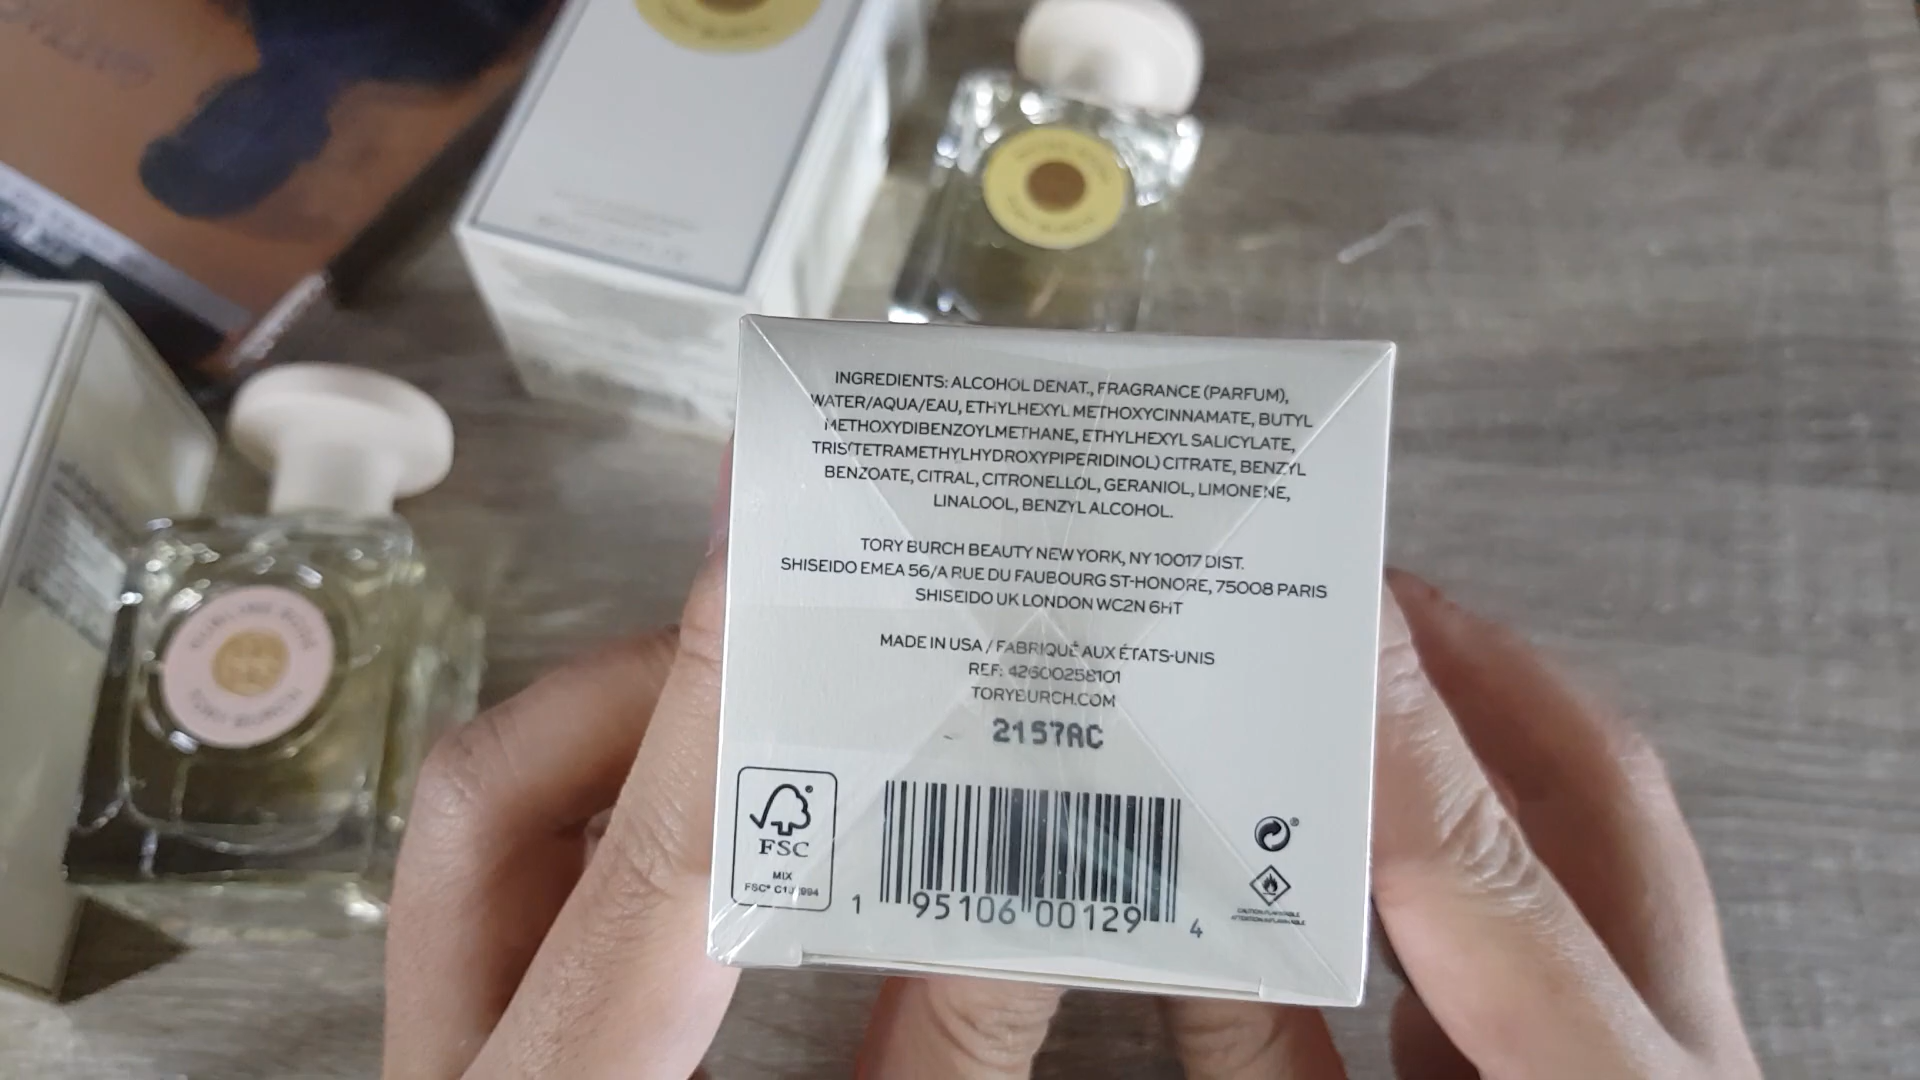 INGREDIENTS: ALCOHOL DENAT., FRAGRANCE (PARFUM),
WATER/AQUA/EAU, ETHYLHEXYL METHOXYCINNAMATE, BUTYL
METHOXYDIBENZOYLMETHANE, ETHYLHEXYL SALICYLATE,
TRIS(TETRAMETHYLHYDROXYPIPERIDINOL) CITRATE, BENZYL
BENZOATE, CITRAL, CITRONELLOL, GERANIOL, LIMONENE,
LINALOOL, BENZYL ALCOHOL.
TORY BURCH BEAUTY NEW YORK, NY 10017 DIST.
SHISEIDO EMEA 56/A RUE DU FAUBOURG ST-HONORE, 75008 PARIS
SHISEIDO UK LONDON WC2N 6HT
MADE IN USA / FABRIQUÉ AUX ÉTATS-UNIS
REF: 42600258101
TORYBURCH.COM
2157AC
FSC
MIX
FSC®
1 95106 00129 4
TORY BURCH